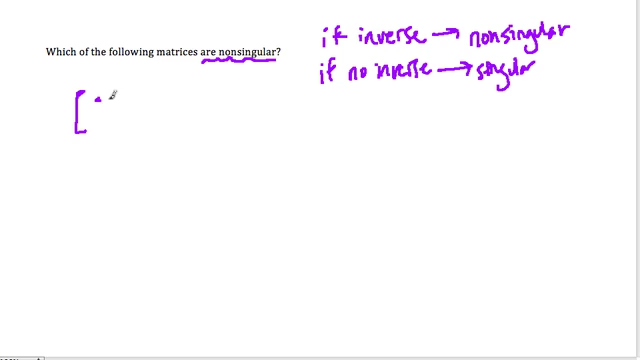 if inverse → nonsingular
Which of the following matrices are nonsingular?
if no inverse → singular